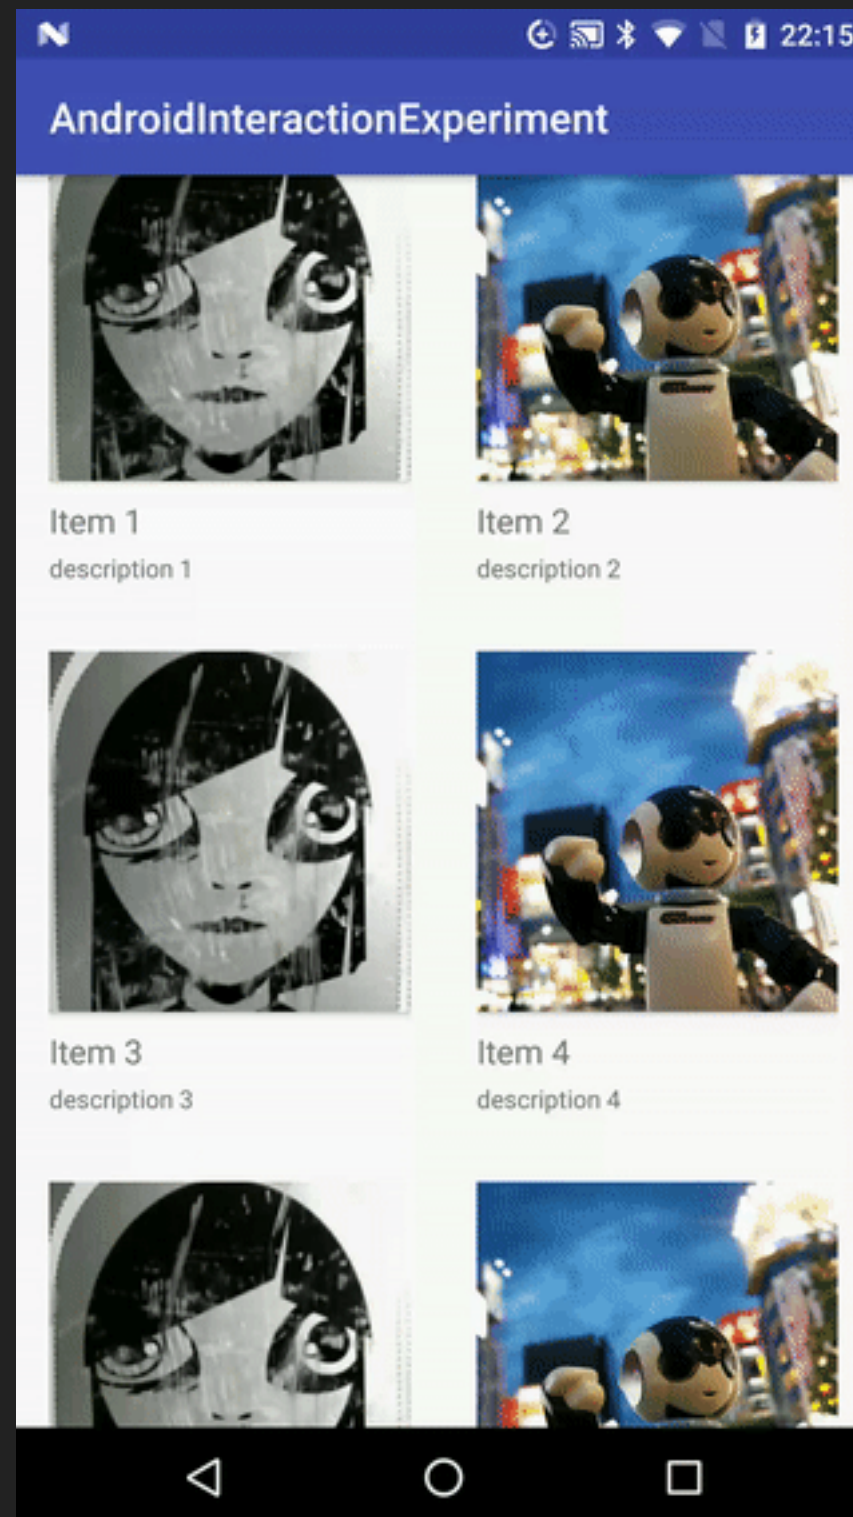 22:15
AndroidInteractionExperiment
Item 1
description 1
Item 2
description 2
Item 3
description 3
Item 4
description 4